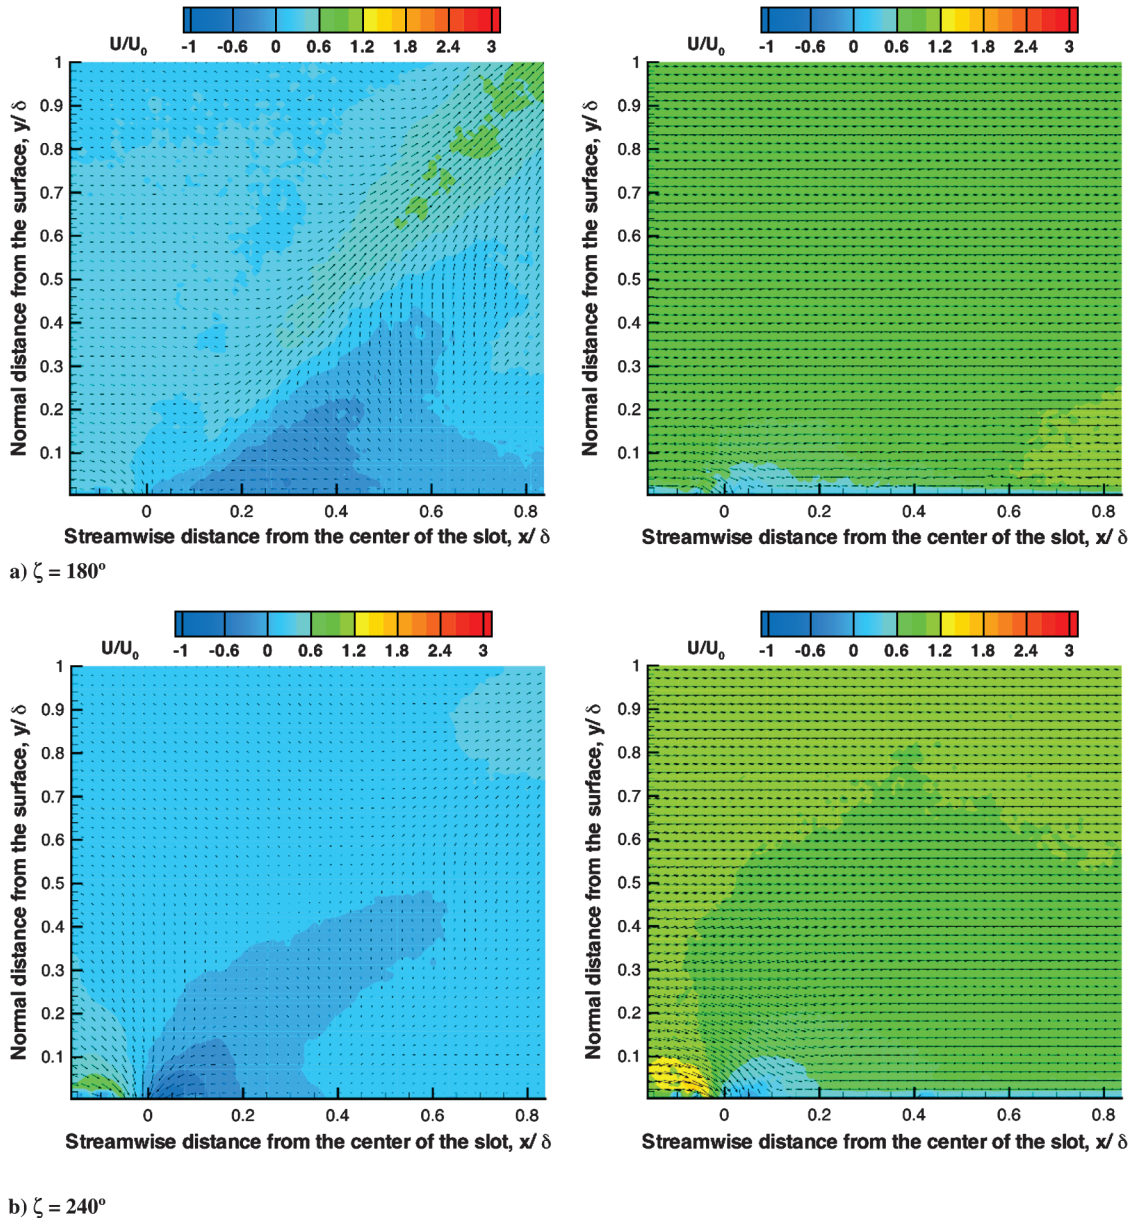 U/U0 -1 -0.6 0 0.6 1.2 1.8 2.4 3
U/U0 -1 -0.6 0 0.6 1.2 1.8 2.4 3
Normal distance from the surface, y/ δ
1
0.9
0.8
0.7
0.6
0.5
0.4
0.3
0.2
0.1
0 0.2 0.4 0.6 0.8
Streamwise distance from the center of the slot, x/ δ
Normal distance from the surface, y/ δ
1
0.9
0.8
0.7
0.6
0.5
0.4
0.3
0.2
0.1
0 0.2 0.4 0.6 0.8
Streamwise distance from the center of the slot, x/ δ
a) ζ = 180º
U/U0 -1 -0.6 0 0.6 1.2 1.8 2.4 3
U/U0 -1 -0.6 0 0.6 1.2 1.8 2.4 3
Normal distance from the surface, y/ δ
1
0.9
0.8
0.7
0.6
0.5
0.4
0.3
0.2
0.1
0 0.2 0.4 0.6 0.8
Streamwise distance from the center of the slot, x/ δ
Normal distance from the surface, y/ δ
1
0.9
0.8
0.7
0.6
0.5
0.4
0.3
0.2
0.1
0 0.2 0.4 0.6 0.8
Streamwise distance from the center of the slot, x/ δ
b) ζ = 240º